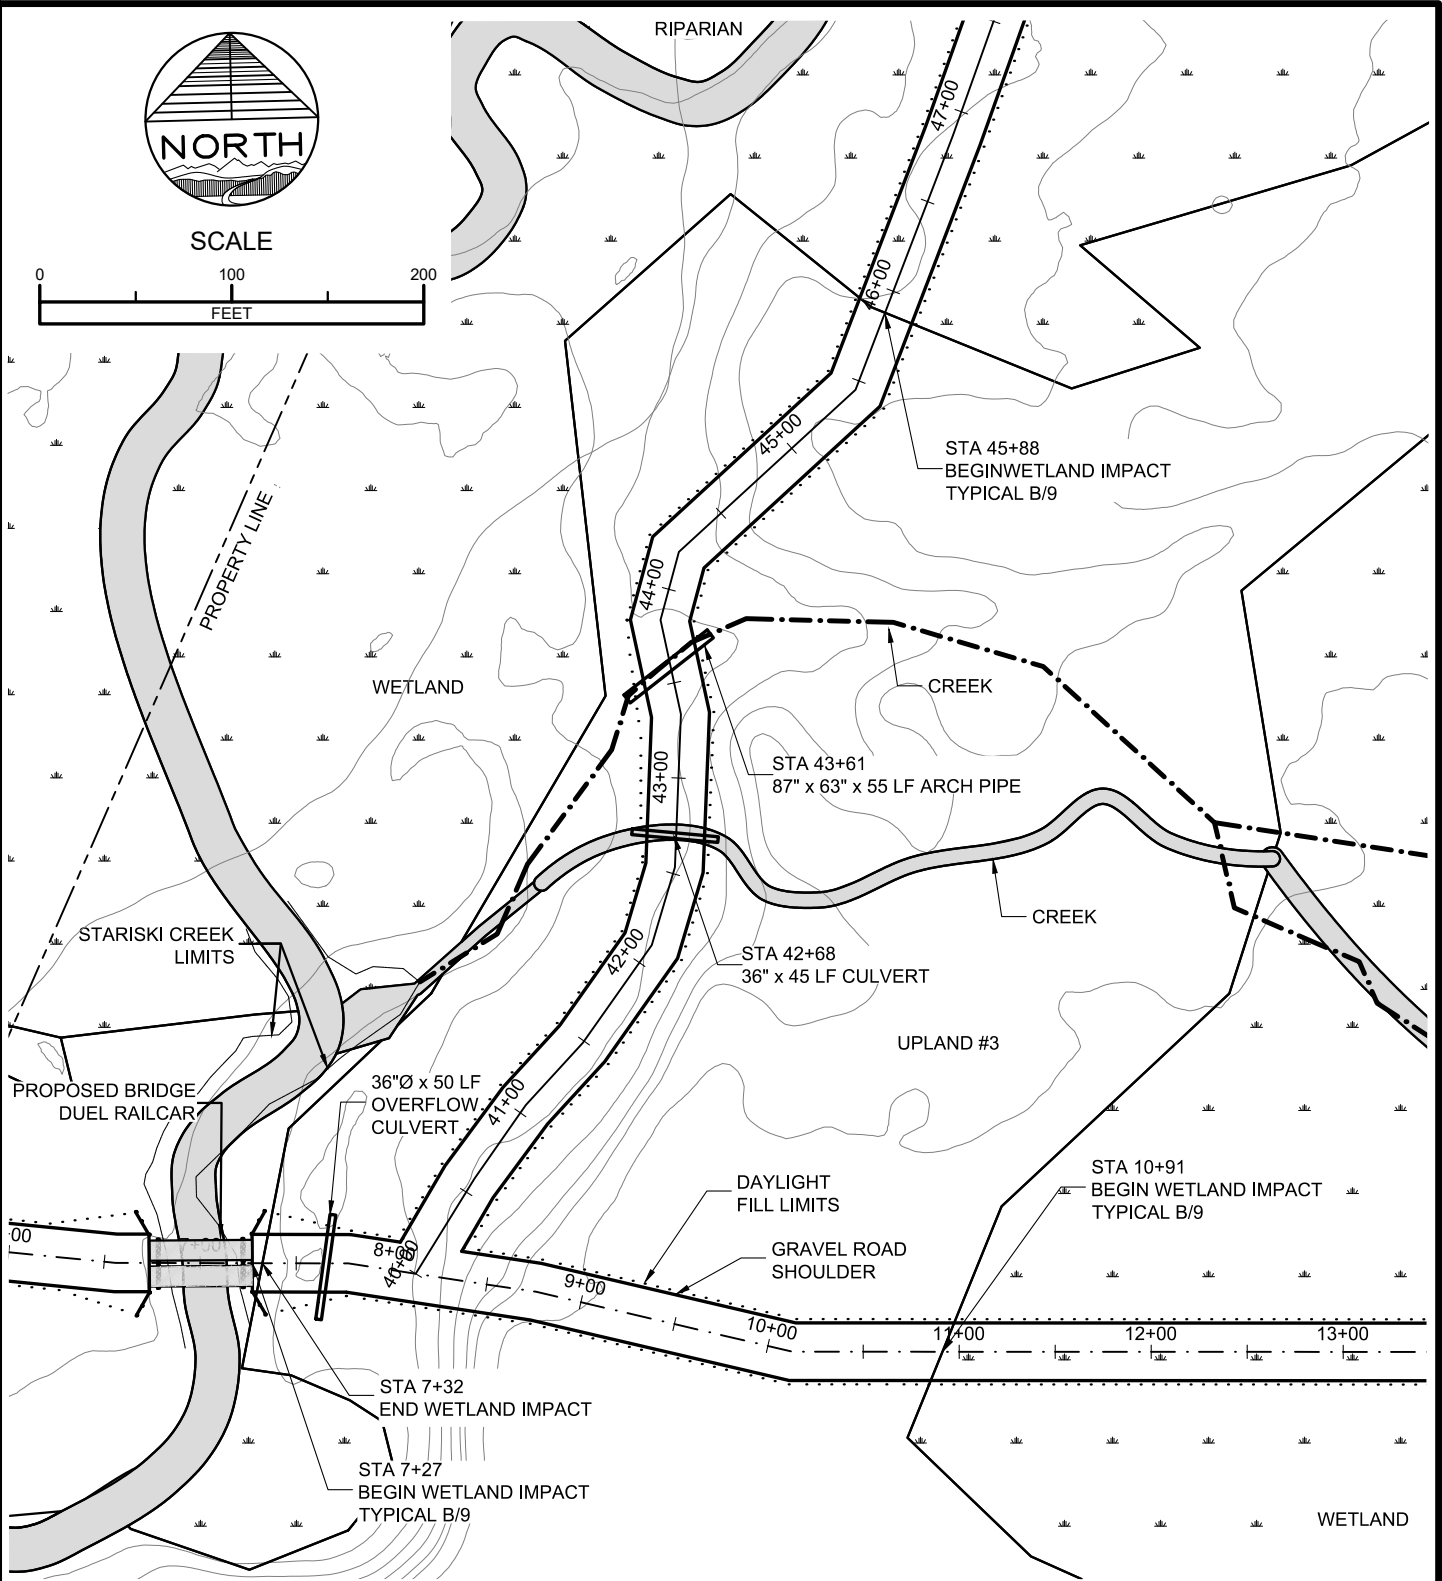 RIPARIAN
NORTH
SCALE
0 100 200
FEET
47+00
46+00
45+00
STA 45+88
BEGINWETLAND IMPACT
TYPICAL B/9
PROPERTY LINE
44+00
WETLAND
CREEK
43+00
STA 43+61
87" x 63" x 55 LF ARCH PIPE
STARISKI CREEK
LIMITS
42+00
STA 42+68
36" x 45 LF CULVERT
CREEK
UPLAND #3
PROPOSED BRIDGE
DUEL RAILCAR
36"Ø x 50 LF
OVERFLOW
CULVERT
41+00
DAYLIGHT
FILL LIMITS
STA 10+91
BEGIN WETLAND IMPACT
TYPICAL B/9
GRAVEL ROAD
SHOULDER
+00
8+00
40+00
9+00
10+00
11+00
12+00
13+00
STA 7+32
END WETLAND IMPACT
STA 7+27
BEGIN WETLAND IMPACT
TYPICAL B/9
WETLAND